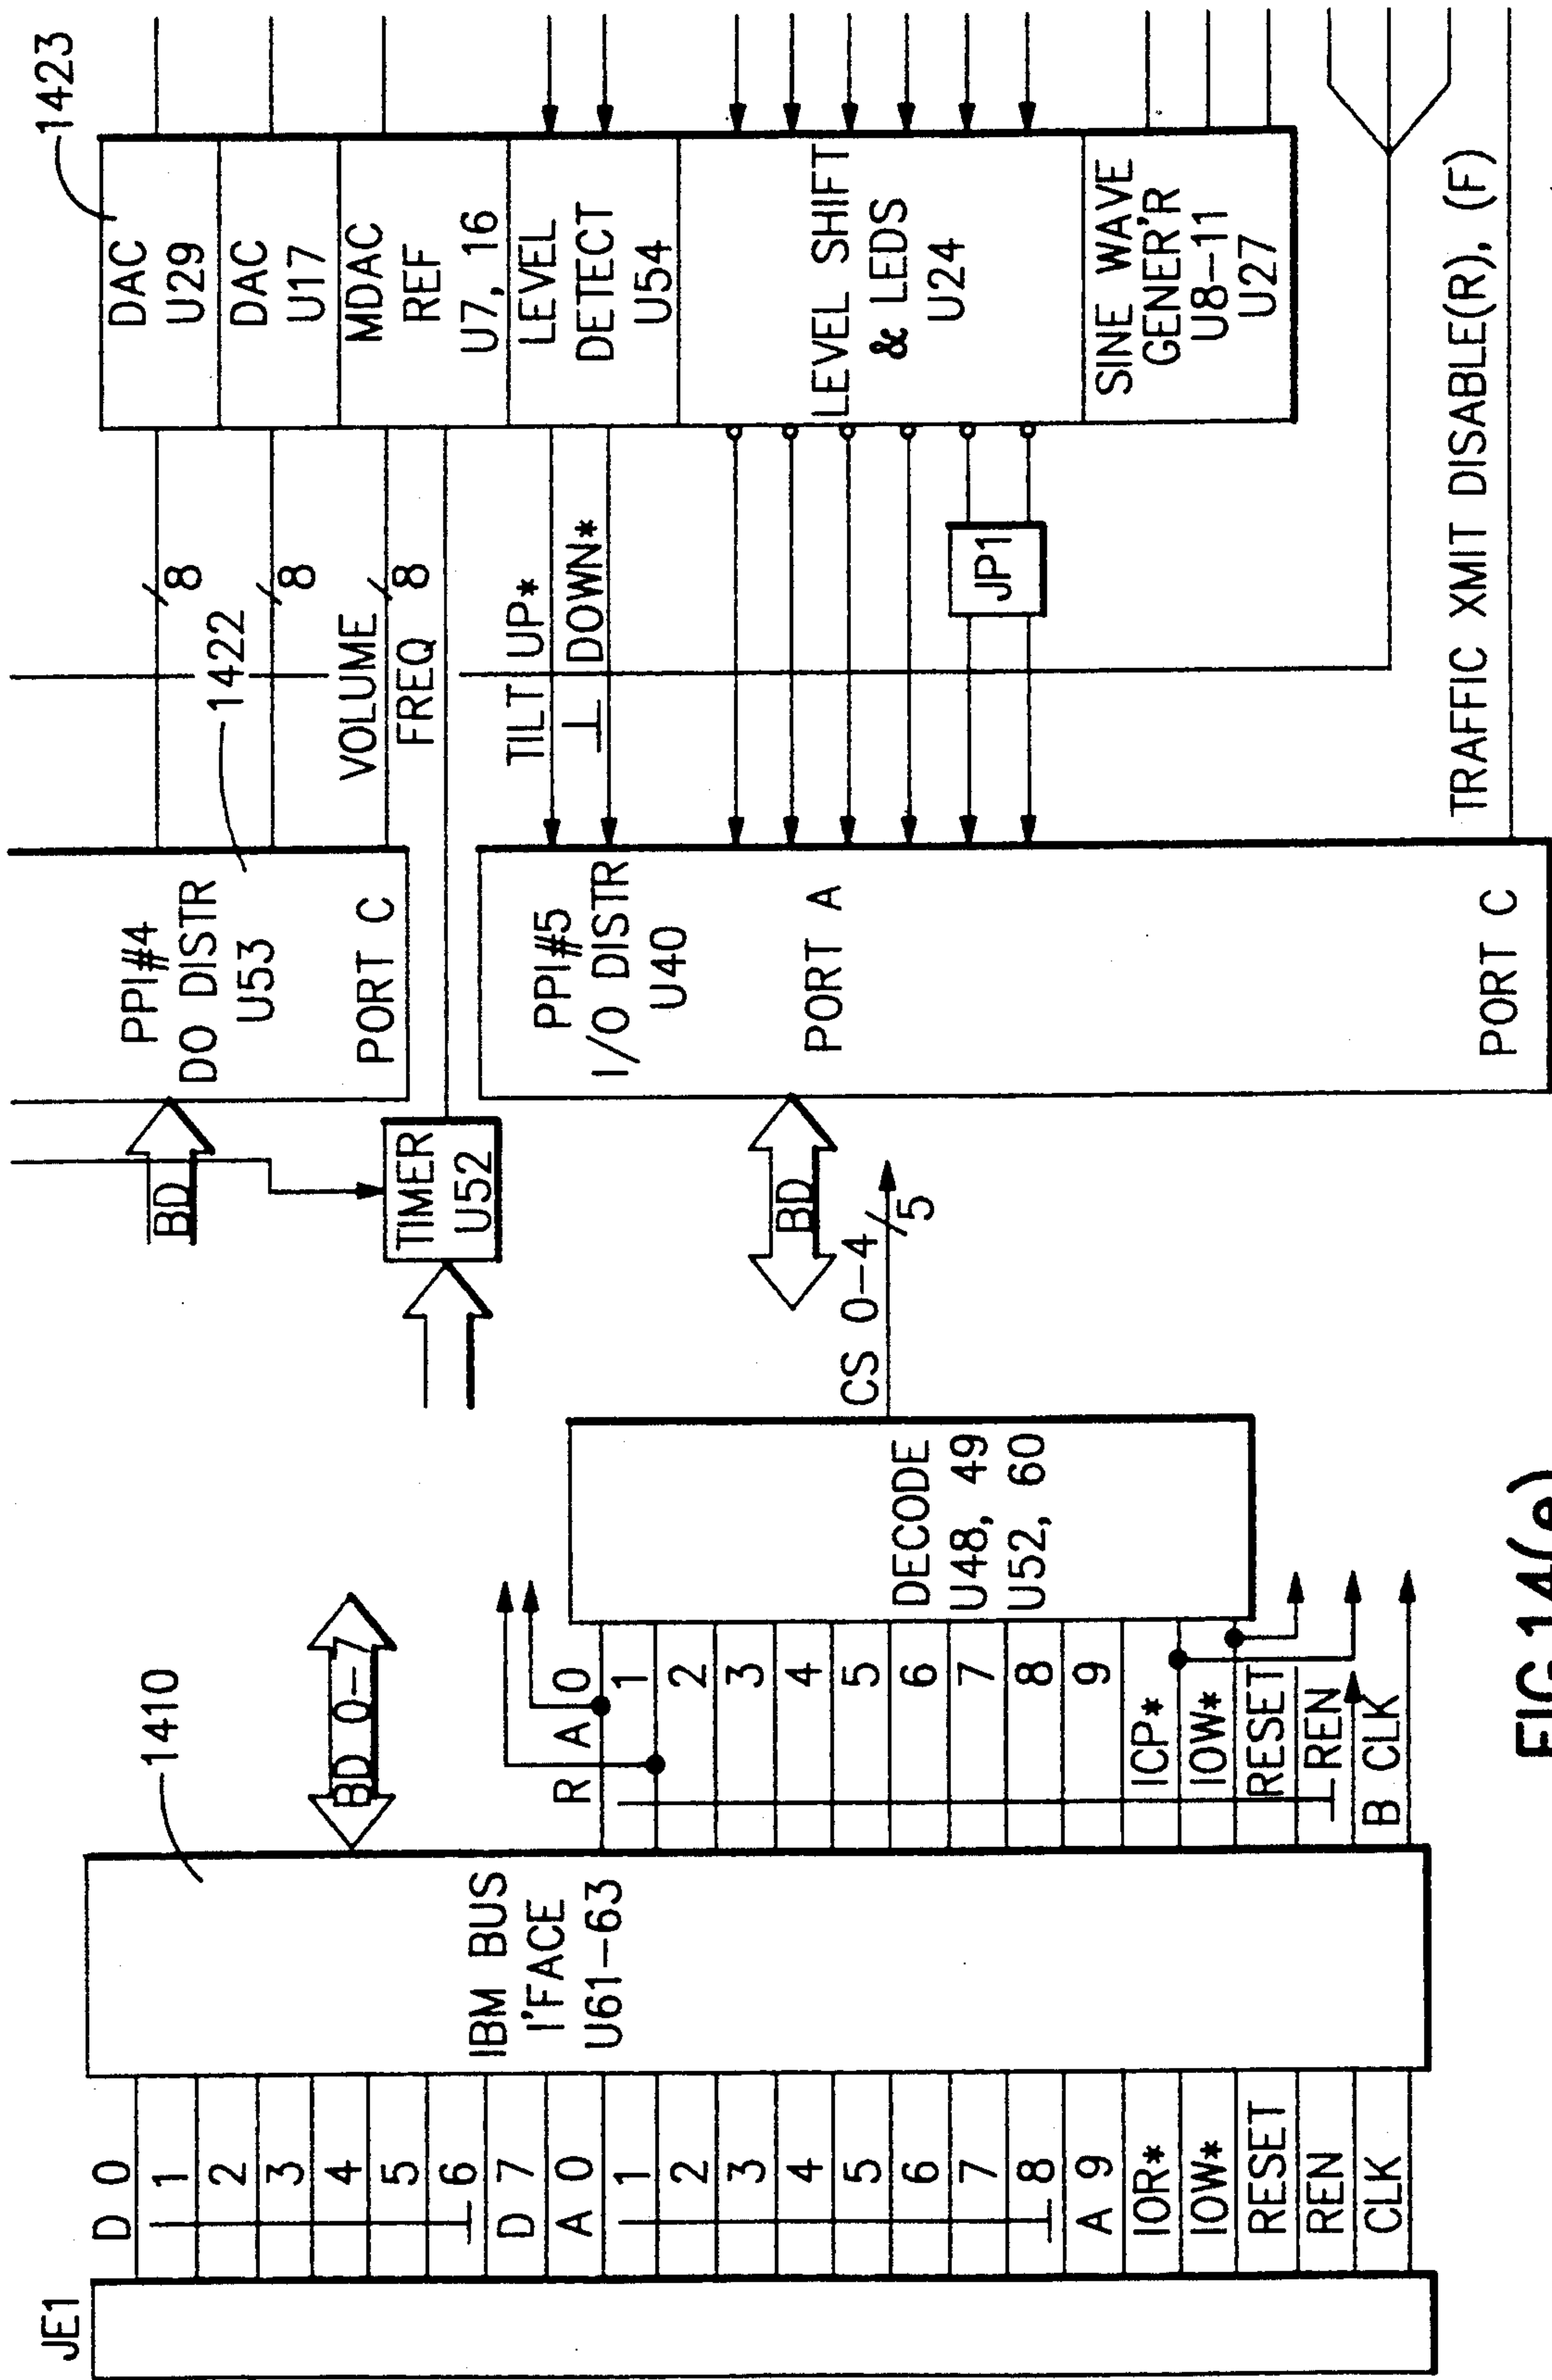 JE1
D 0
1
2
3
4
5
6
D 7
A 0
1
2
3
4
5
6
7
8
A 9
IOR*
IOW*
RESET
REN
CLK
1410
IBM BUS
I'FACE
U61-63
BD 0-7
R A 0
1
2
3
4
5
6
7
8
9
ICP*
IOW*
RESET
REN
B CLK
DECODE
U48, 49
U52, 60
CS 0-4
5
BD
TIMER
U52
BD
PPI#4
DO DISTR
U53
PORT C
PPI#5
I/O DISTR
U40
PORT A
PORT C
1422
8
8
VOLUME
8
FREQ
TILT UP*
DOWN*
JP1
TRAFFIC XMIT DISABLE(R), (F)
1423
DAC
U29
DAC
U17
MDAC
REF
U7, 16
LEVEL
DETECT
U54
LEVEL SHIFT
& LEDS
U24
SINE WAVE
GENER'R
U8-11
U27
FIG.14(e)